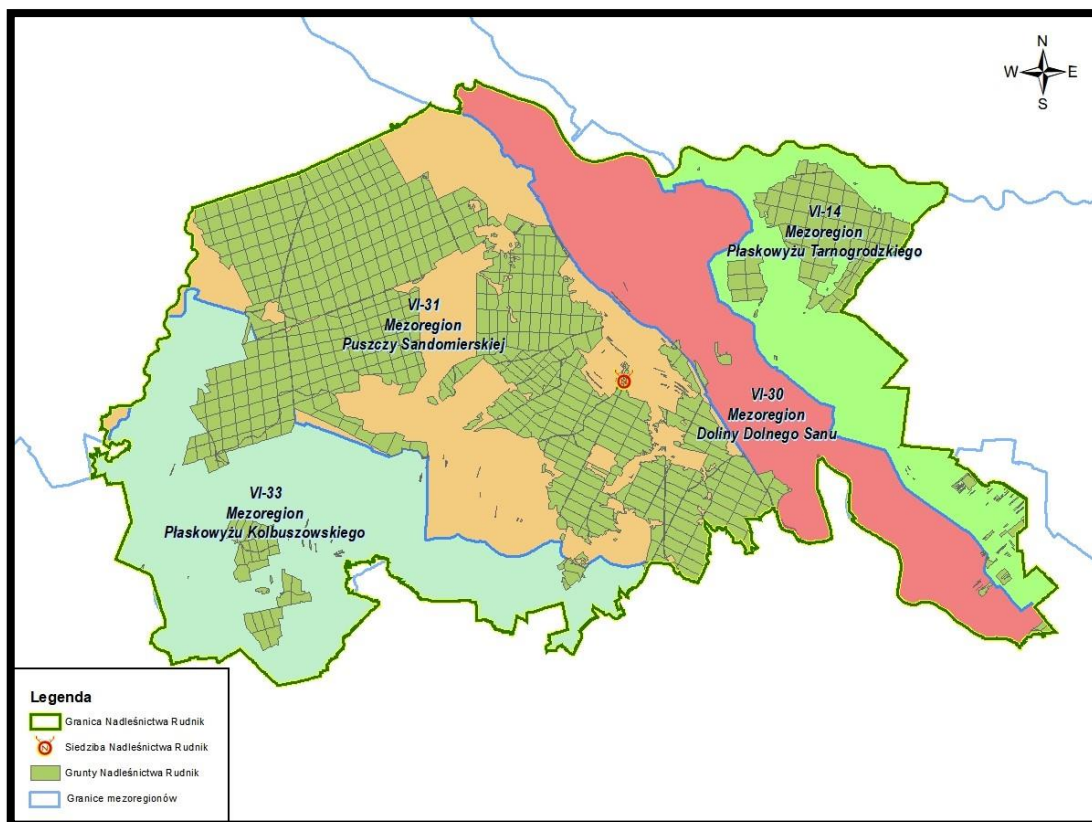 N
W E
S
VI-14
Mezoregion
Płaskowyżu Tarnogrodzkiego
VI-31
Mezoregion
Puszczy Sandomierskiej
VI-30
Mezoregion
Doliny Dolnego Sanu
VI-33
Mezoregion
Płaskowyżu Kolbuszowskiego
Legenda
Granica Nadleśnictwa Rudnik
Siedziba Nadleśnictwa Rudnik
Grunty Nadleśnictwa Rudnik
Granice mezoregionów